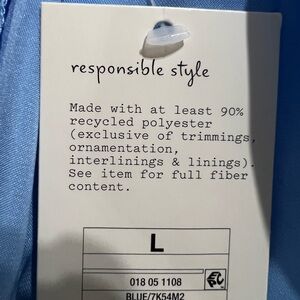 responsible style
Made with at least 90%
recycled polyester
(exclusive of trimmings,
ornamentation,
interlinings & linings).
See item for full fiber
content.
L
018 05 1108
BLUE/7K54M2